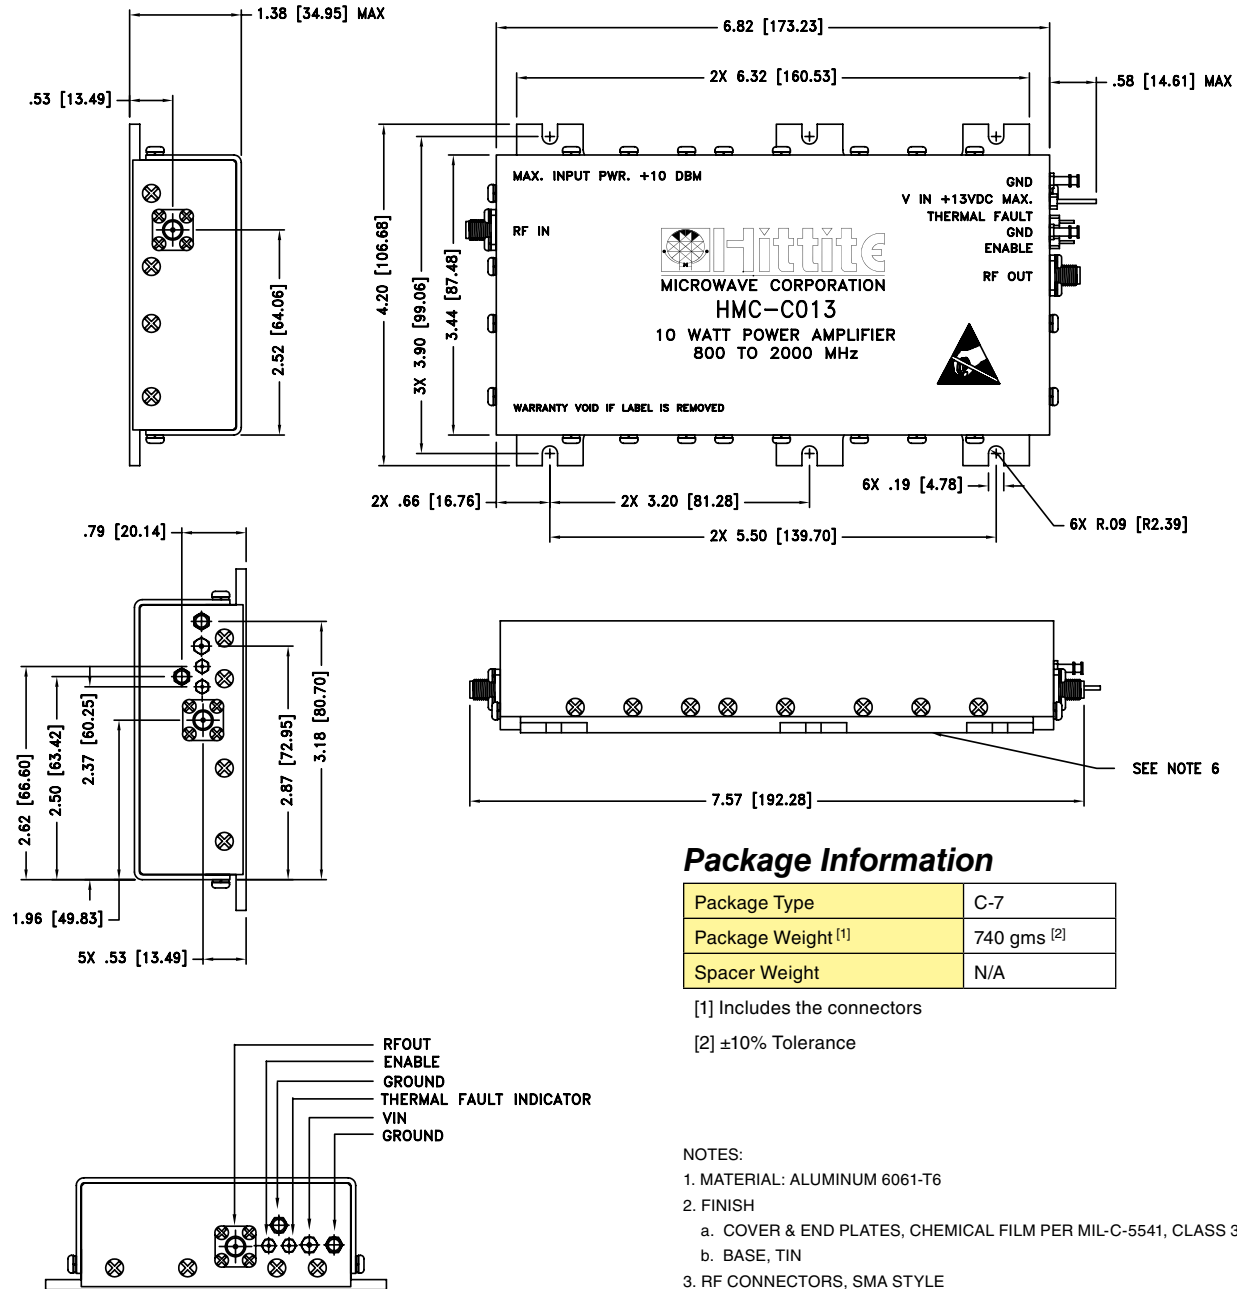 1.38 [34.95] MAX
.53 [13.49]
2.52 [64.06]
6.82 [173.23]
2X 6.32 [160.53]
.58 [14.61] MAX
4.20 [106.68]
3X 3.90 [99.06]
3.44 [87.48]
MAX. INPUT PWR. +10 DBM
RF IN
GND
V IN +13VDC MAX.
THERMAL FAULT
GND
ENABLE
RF OUT
Hittite
MICROWAVE CORPORATION
HMC-C013
10 WATT POWER AMPLIFIER
800 TO 2000 MHz
WARRANTY VOID IF LABEL IS REMOVED
2X .66 [16.76]
2X 3.20 [81.28]
6X .19 [4.78]
2X 5.50 [139.70]
6X R.09 [R2.39]
.79 [20.14]
2.62 [66.60]
2.50 [63.42]
2.37 [60.25]
2.87 [72.95]
3.18 [80.70]
1.96 [49.83]
5X .53 [13.49]
SEE NOTE 6
7.57 [192.28]
Package Information
Package Type C-7
Package Weight [1] 740 gms [2]
Spacer Weight N/A
[1] Includes the connectors
[2] ±10% Tolerance
RFOUT
ENABLE
GROUND
THERMAL FAULT INDICATOR
VIN
GROUND
NOTES:
1. MATERIAL: ALUMINUM 6061-T6
2. FINISH
a. COVER & END PLATES, CHEMICAL FILM PER MIL-C-5541, CLASS 3
b. BASE, TIN
3. RF CONNECTORS, SMA STYLE